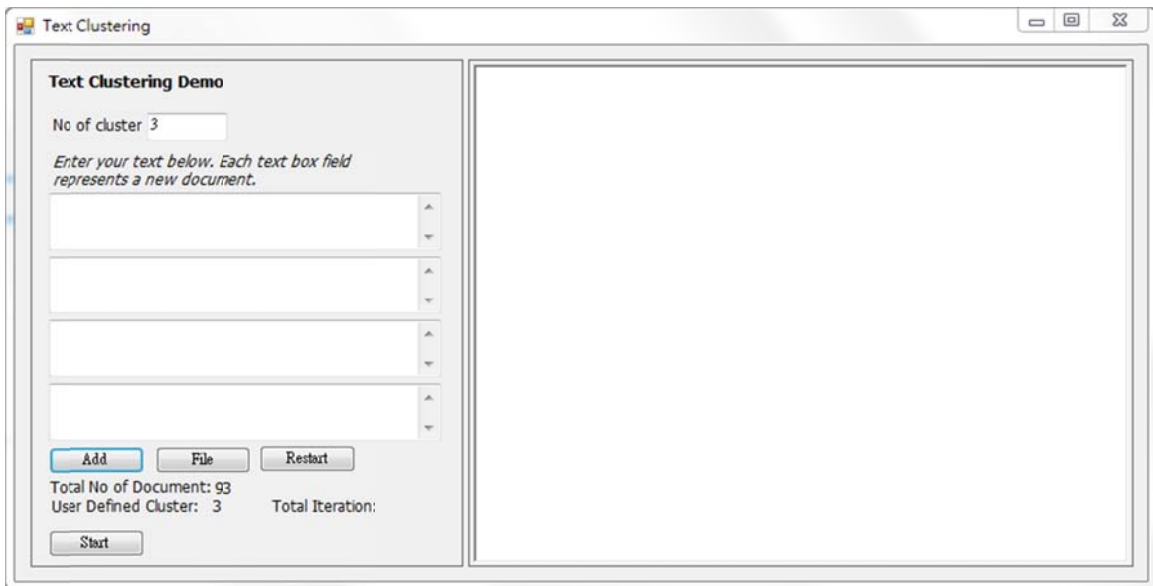 Text Clustering
Text Clustering Demo
No of cluster 3
Enter your text below. Each text box field
represents a new document.
Add File Restart
Total No of Document: 93
User Defined Cluster: 3 Total Iteration:
Start